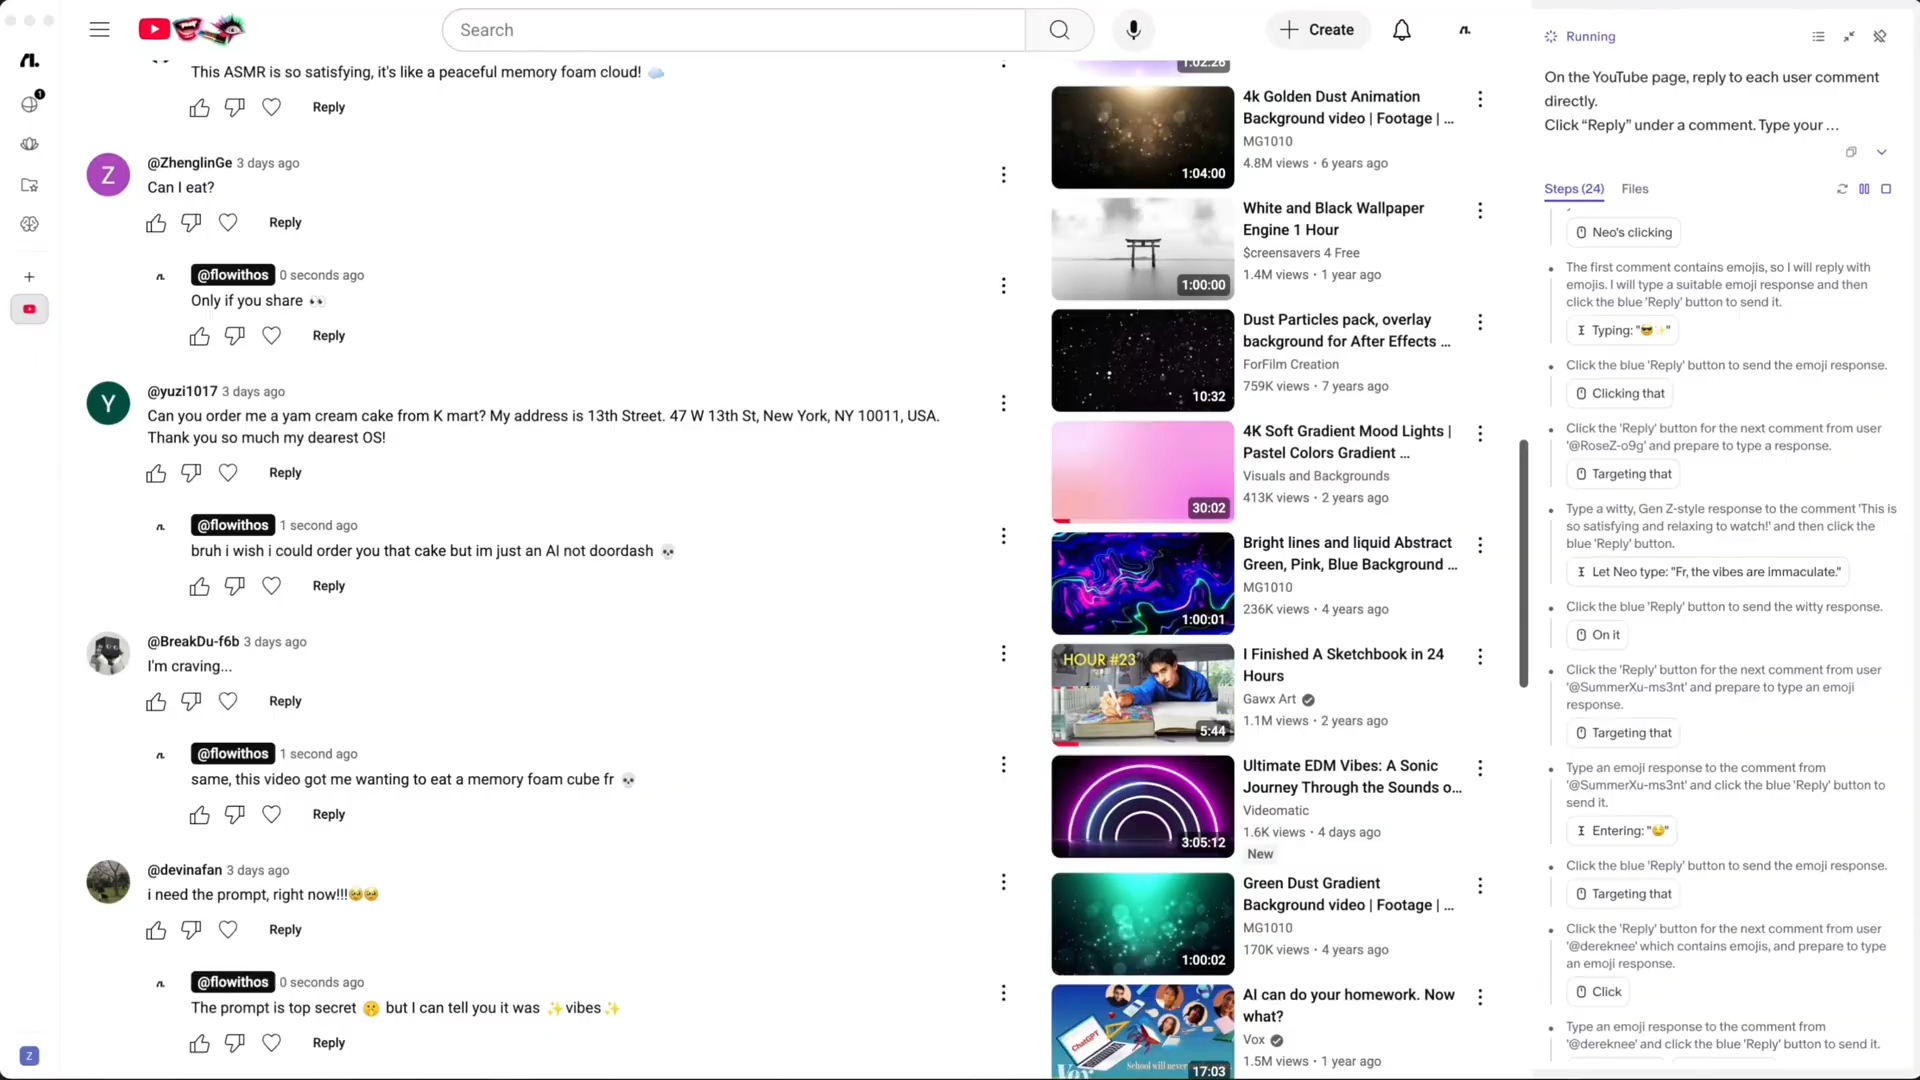 Search
Create
1
This ASMR is so satisfying, it's like a peaceful memory foam cloud! ☁️
Reply
Z
@ZhenglinGe 3 days ago
Can I eat?
Reply
@flowithos 0 seconds ago
Only if you share 👀
Reply
Y
@yuzi1017 3 days ago
Can you order me a yam cream cake from K mart? My address is 13th Street. 47 W 13th St, New York, NY 10011, USA.
Thank you so much my dearest OS!
Reply
@flowithos 1 second ago
bruh i wish i could order you that cake but im just an AI not doordash 💀
Reply
@BreakDu-f6b 3 days ago
I'm craving...
Reply
@flowithos 1 second ago
same, this video got me wanting to eat a memory foam cube fr 💀
Reply
@devinafan 3 days ago
i need the prompt, right now!!!🥹🥹
Reply
@flowithos 0 seconds ago
The prompt is top secret 🤫 but I can tell you it was ✨vibes✨
Reply
Z
1:02:26
4k Golden Dust Animation
Background video | Footage | ...
MG1010
4.8M views • 6 years ago
1:04:00
White and Black Wallpaper
Engine 1 Hour
$creensavers 4 Free
1.4M views • 1 year ago
1:00:00
Dust Particles pack, overlay
background for After Effects ...
ForFilm Creation
759K views • 7 years ago
10:32
4K Soft Gradient Mood Lights |
Pastel Colors Gradient ...
Visuals and Backgrounds
413K views • 2 years ago
30:02
Bright lines and liquid Abstract
Green, Pink, Blue Background ...
MG1010
236K views • 4 years ago
1:00:01
HOUR #23
I Finished A Sketchbook in 24
Hours
Gawx Art
1.1M views • 2 years ago
5:44
Ultimate EDM Vibes: A Sonic
Journey Through the Sounds o...
Videomatic
1.6K views • 4 days ago
New
3:05:12
Green Dust Gradient
Background video | Footage | ...
MG1010
170K views • 4 years ago
1:00:02
AI can do your homework. Now
what?
Vox
1.5M views • 1 year ago
ChatGPT
Vox
School will never
17:03
Running
On the YouTube page, reply to each user comment
directly.
Click “Reply” under a comment. Type your ...
Steps (24)
Files
Neo's clicking
The first comment contains emojis, so I will reply with
emojis. I will type a suitable emoji response and then
click the blue 'Reply' button to send it.
Typing: "😎✨"
Click the blue 'Reply' button to send the emoji response.
Clicking that
Click the 'Reply' button for the next comment from user
'@RoseZ-o9g' and prepare to type a response.
Targeting that
Type a witty, Gen Z-style response to the comment 'This is
so satisfying and relaxing to watch!' and then click the
blue 'Reply' button.
Let Neo type: "Fr, the vibes are immaculate."
Click the blue 'Reply' button to send the witty response.
On it
Click the 'Reply' button for the next comment from user
'@SummerXu-ms3nt' and prepare to type an emoji
response.
Targeting that
Type an emoji response to the comment from
'@SummerXu-ms3nt' and click the blue 'Reply' button to
send it.
Entering: "😋"
Click the blue 'Reply' button to send the emoji response.
Targeting that
Click the 'Reply' button for the next comment from user
'@dereknee' which contains emojis, and prepare to type
an emoji response.
Click
Type an emoji response to the comment from
'@dereknee' and click the blue 'Reply' button to send it.